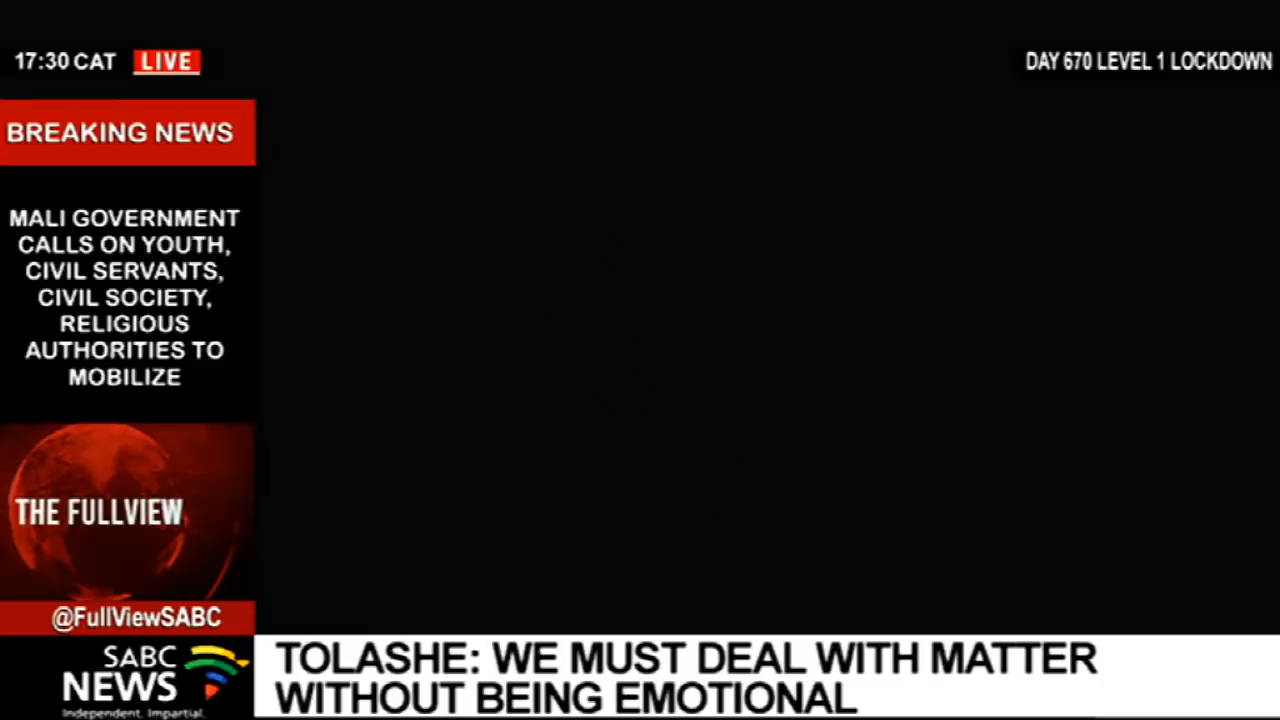 17:30 CAT LIVE
DAY 670 LEVEL 1 LOCKDOWN
BREAKING NEWS
MALI GOVERNMENT
CALLS ON YOUTH,
CIVIL SERVANTS,
CIVIL SOCIETY,
RELIGIOUS
AUTHORITIES TO
MOBILIZE
THE FULLVIEW
@FullViewSABC
SABC
NEWS
Independent. Impartial.
TOLASHE: WE MUST DEAL WITH MATTER
WITHOUT BEING EMOTIONAL